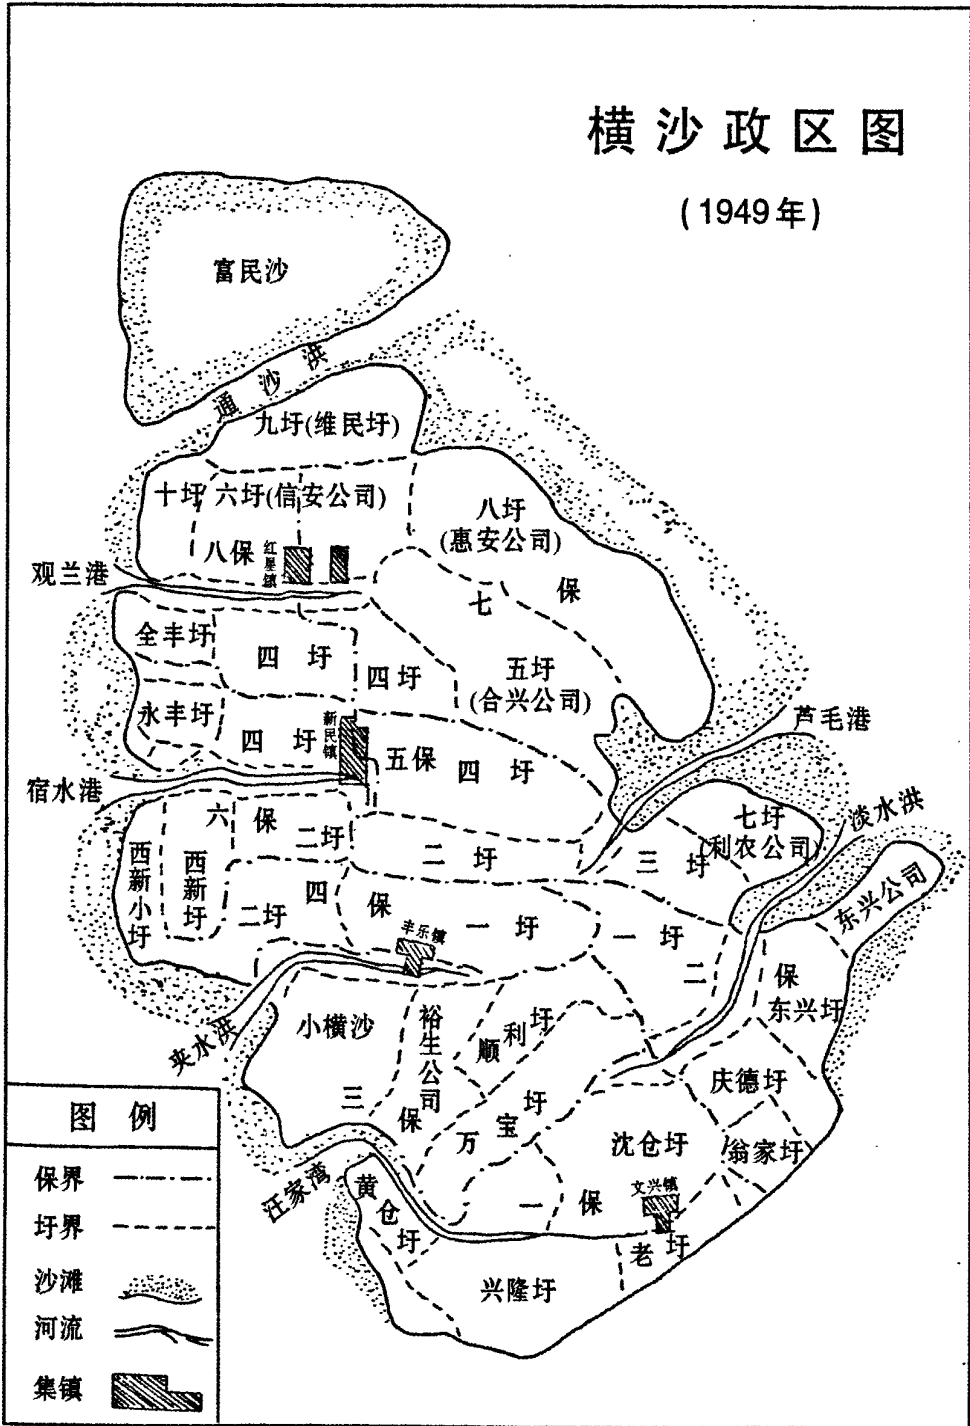 横沙政区图
(1949年)
富民沙
通沙洪
九圩(维民圩)
十圩
六圩(信安公司)
八圩
(惠安公司)
八保
红星镇
观兰港
七保
全丰圩
四圩
四圩
五圩
(合兴公司)
永丰圩
四圩
新民镇
五保
四圩
芦毛港
宿水港
六保
二圩
二圩
三圩
七圩
(利农公司)
淡水洪
西新小圩
西新圩
二圩
四保
一圩
一圩
东兴公司
丰乐镇
二保
东兴圩
夹水洪
小横沙
裕生公司
顺利圩
庆德圩
三保
万宝圩
沈仓圩
翁家圩
汪家湾
黄仓圩
一保
文兴镇
老圩
兴隆圩
图例
保界
圩界
沙滩
河流
集镇